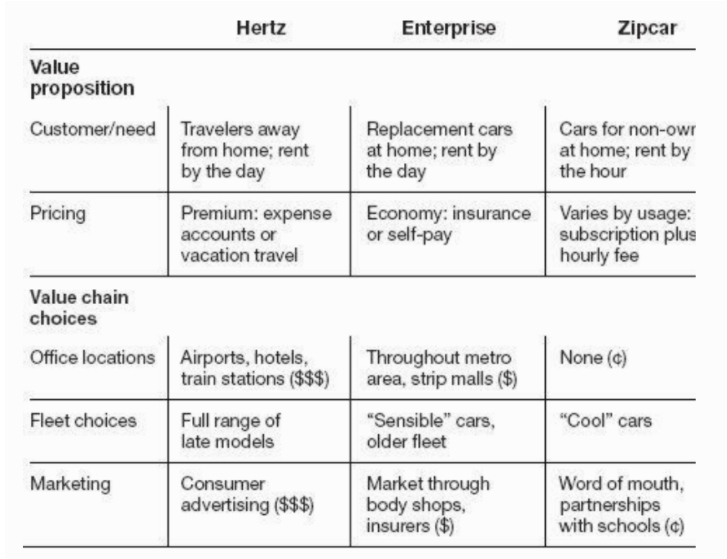 Hertz Enterprise Zipcar
Value
proposition
Customer/need Travelers away Replacement cars Cars for non-owr
from home; rent at home; rent by at home; rent by
by the day the day the hour
Pricing Premium: expense Economy: insurance Varies by usage:
accounts or or self-pay subscription plus
vacation travel hourly fee
Value chain
choices
Office locations Airports, hotels, Throughout metro None (¢)
train stations ($$$) area, strip malls ($)
Fleet choices Full range of “Sensible” cars, “Cool” cars
late models older fleet
Marketing Consumer Market through Word of mouth,
advertising ($$$) body shops, partnerships
insurers ($) with schools (¢)